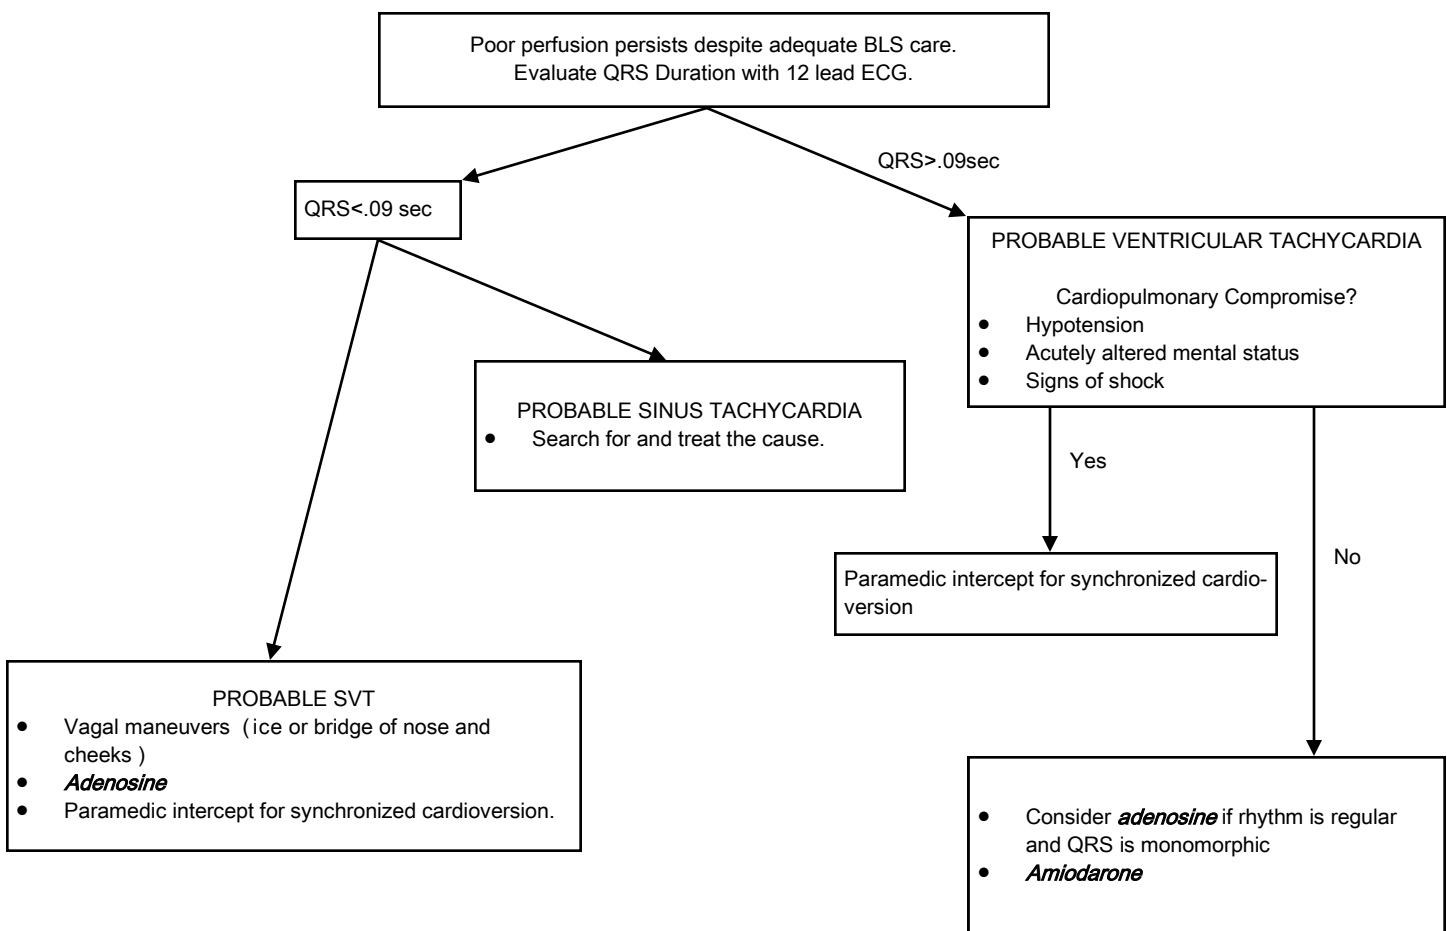 Poor perfusion persists despite adequate BLS care.
Evaluate QRS Duration with 12 lead ECG.
QRS>.09sec
QRS<.09 sec
PROBABLE VENTRICULAR TACHYCARDIA
Cardiopulmonary Compromise?
● Hypotension
● Acutely altered mental status
● Signs of shock
PROBABLE SINUS TACHYCARDIA
● Search for and treat the cause.
Yes
No
Paramedic intercept for synchronized cardio-
version
PROBABLE SVT
● Vagal maneuvers (ice or bridge of nose and
cheeks )
● Adenosine
● Paramedic intercept for synchronized cardioversion.
● Consider adenosine if rhythm is regular
and QRS is monomorphic
● Amiodarone